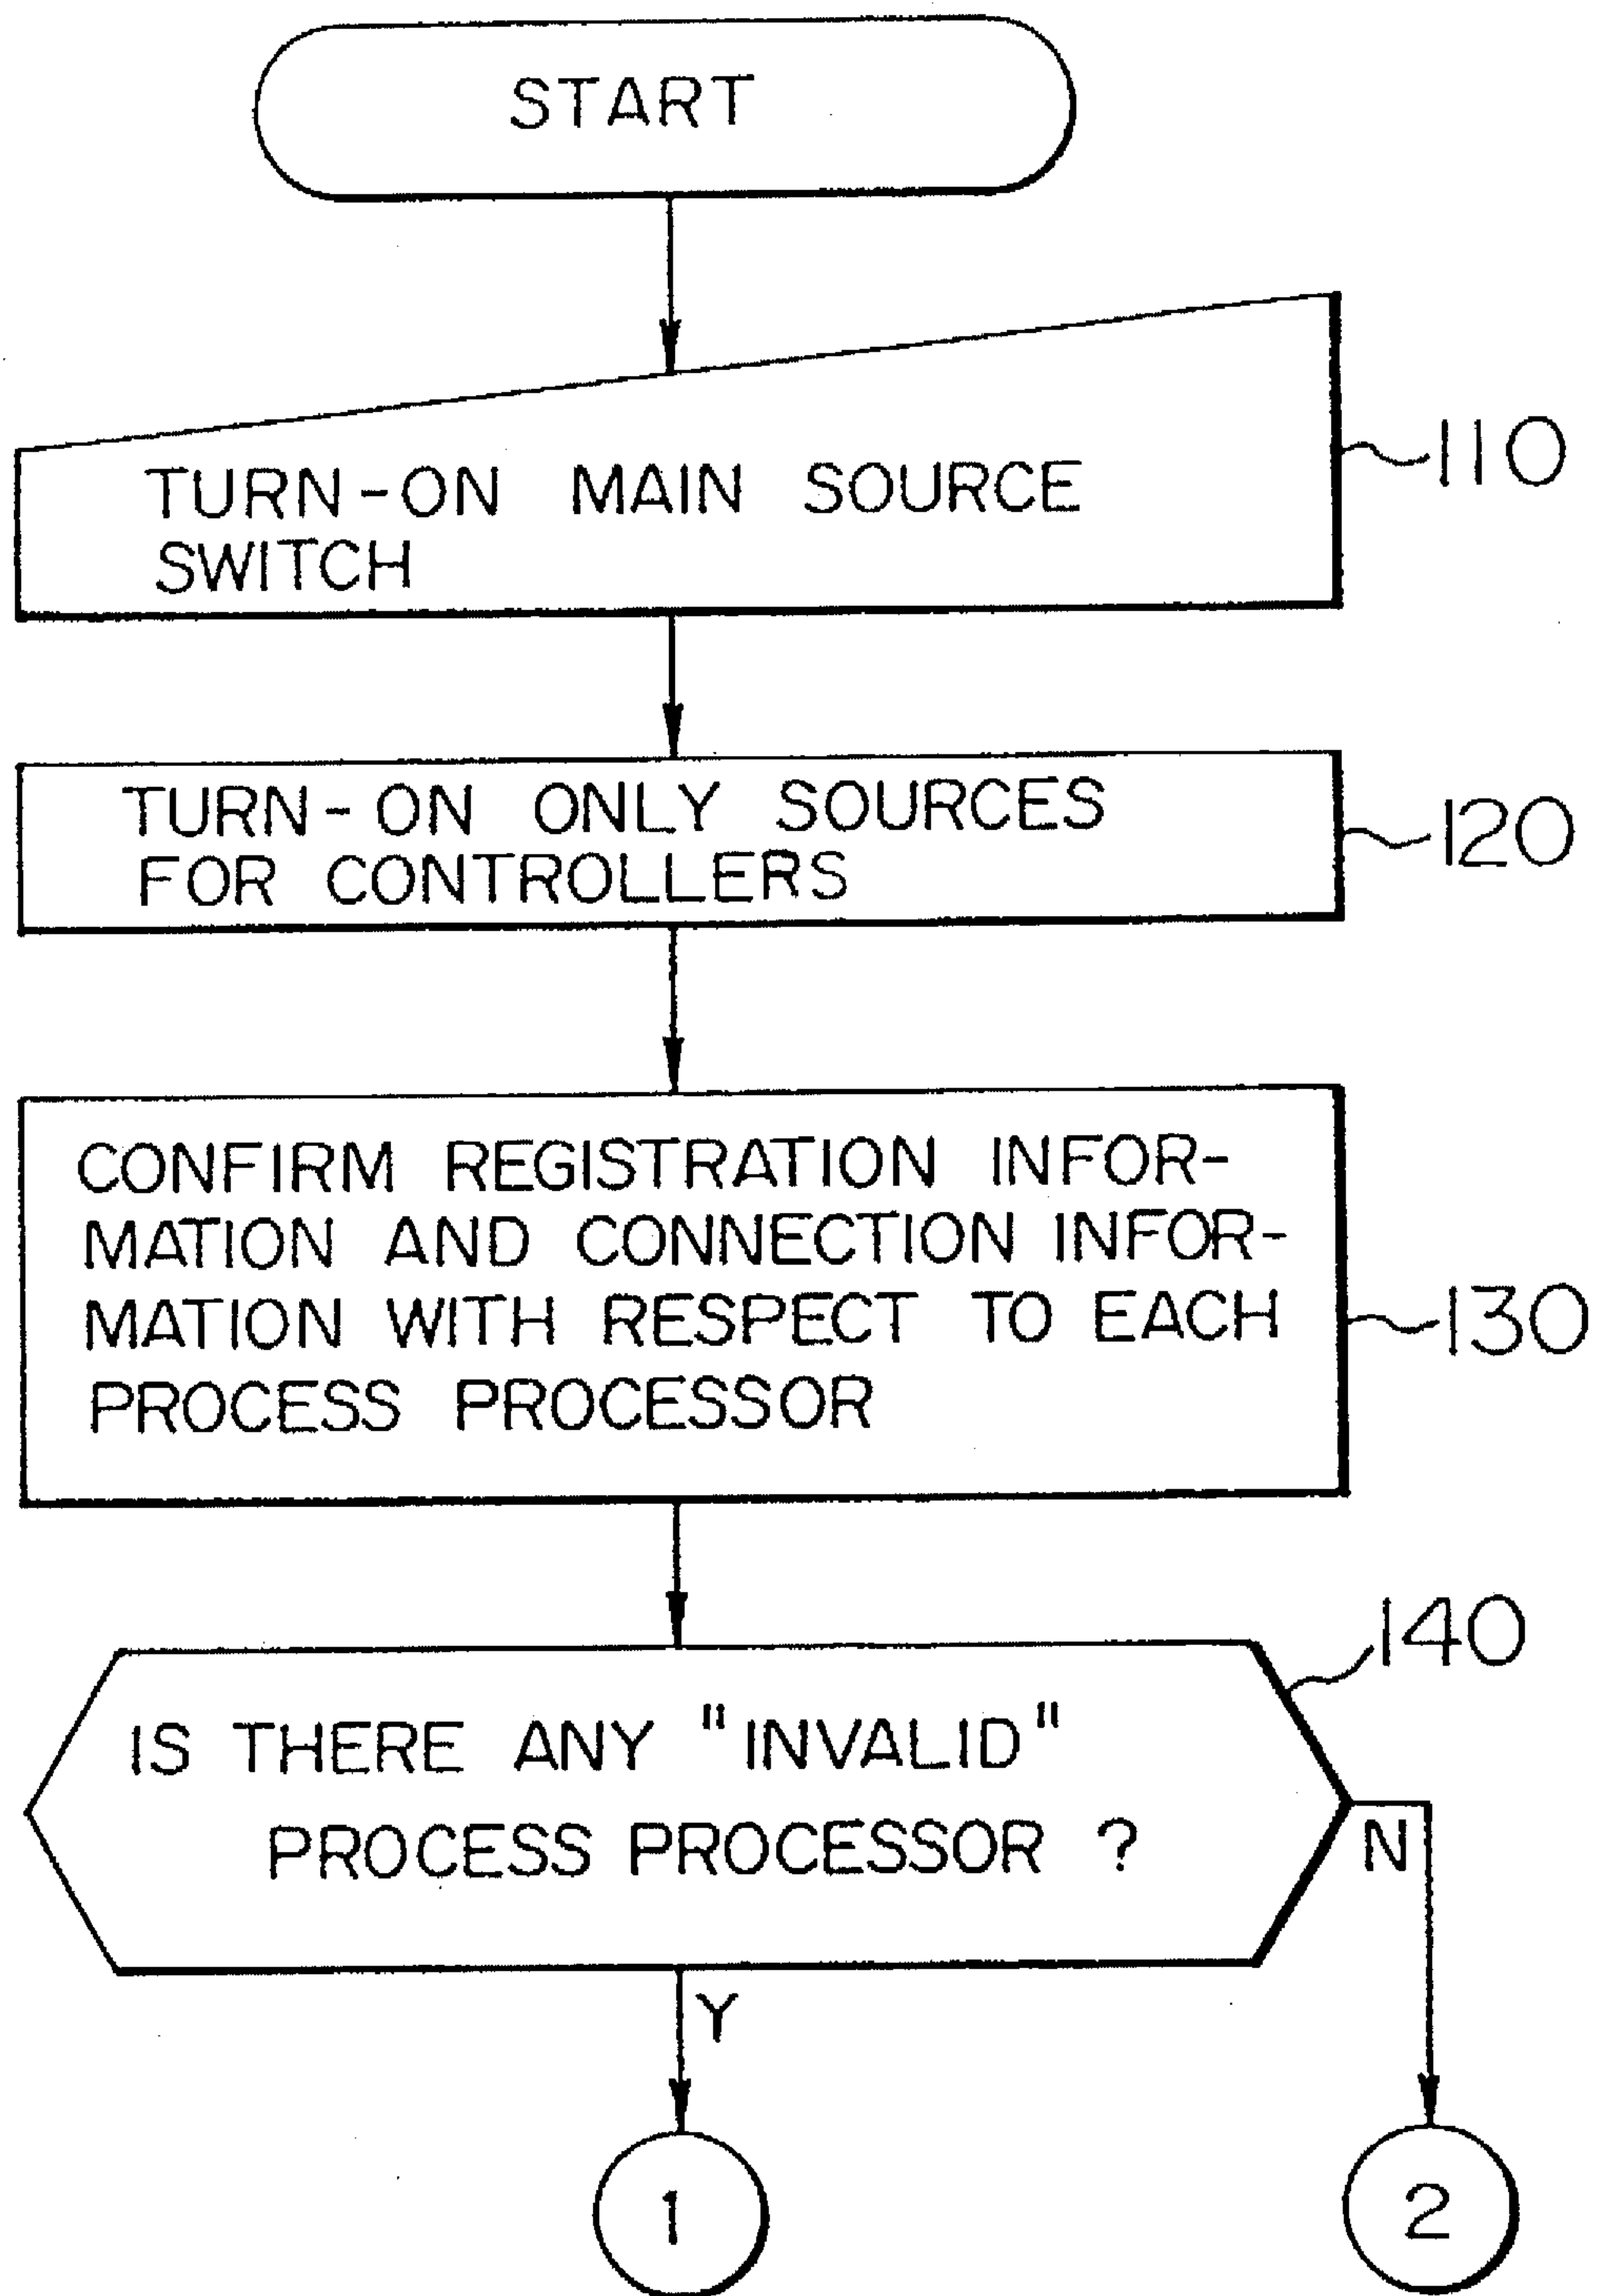 START
TURN-ON MAIN SOURCE
SWITCH
110
TURN-ON ONLY SOURCES
FOR CONTROLLERS
120
CONFIRM REGISTRATION INFOR-
MATION AND CONNECTION INFOR-
MATION WITH RESPECT TO EACH
PROCESS PROCESSOR
130
140
IS THERE ANY "INVALID"
PROCESS PROCESSOR ?
N
Y
1
2